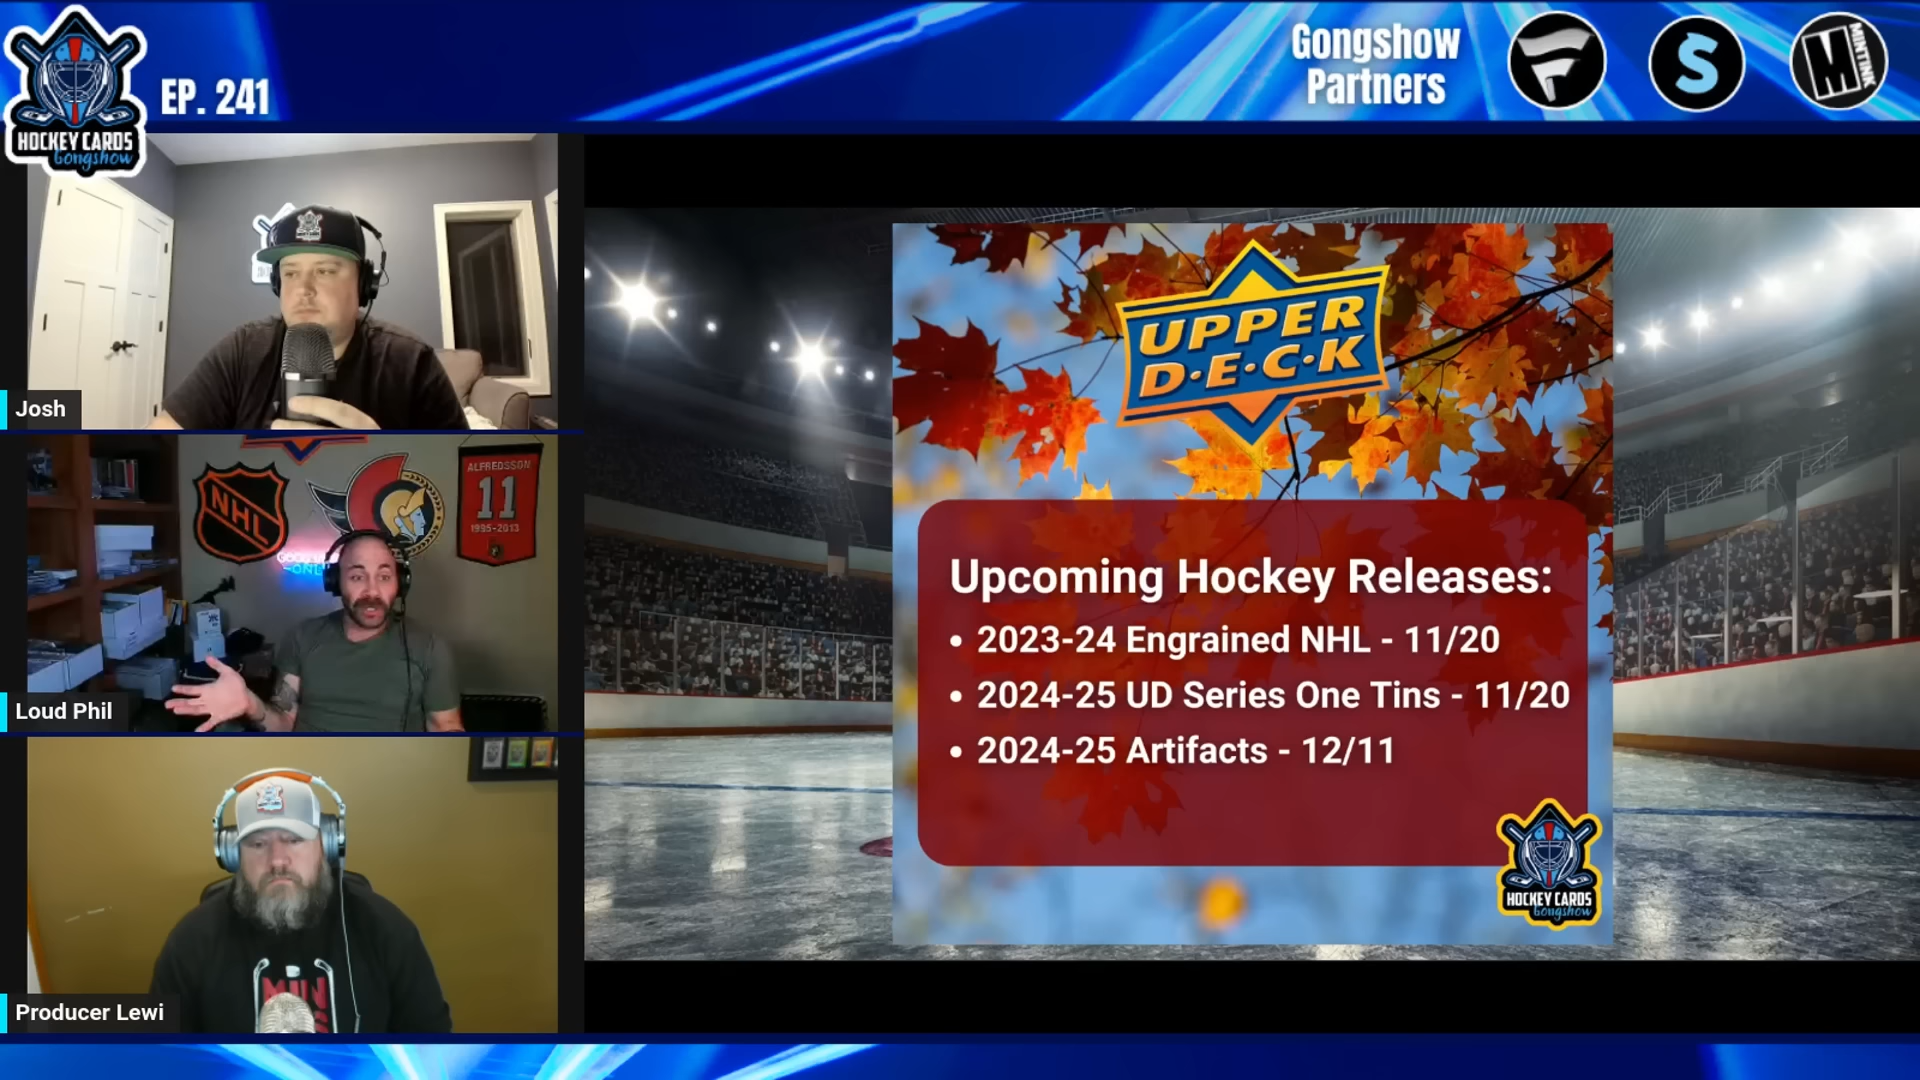 EP. 241
HOCKEY CARDS
Gongshow
Gongshow
Partners
S
M
MINTINK
Josh
NHL
ALFREDSSON
11
1995-2013
Loud Phil
MIN
Producer Lewi
UPPER
D·E·C·K
Upcoming Hockey Releases:
• 2023-24 Engrained NHL - 11/20
• 2024-25 UD Series One Tins - 11/20
• 2024-25 Artifacts - 12/11
HOCKEY CARDS
Gongshow